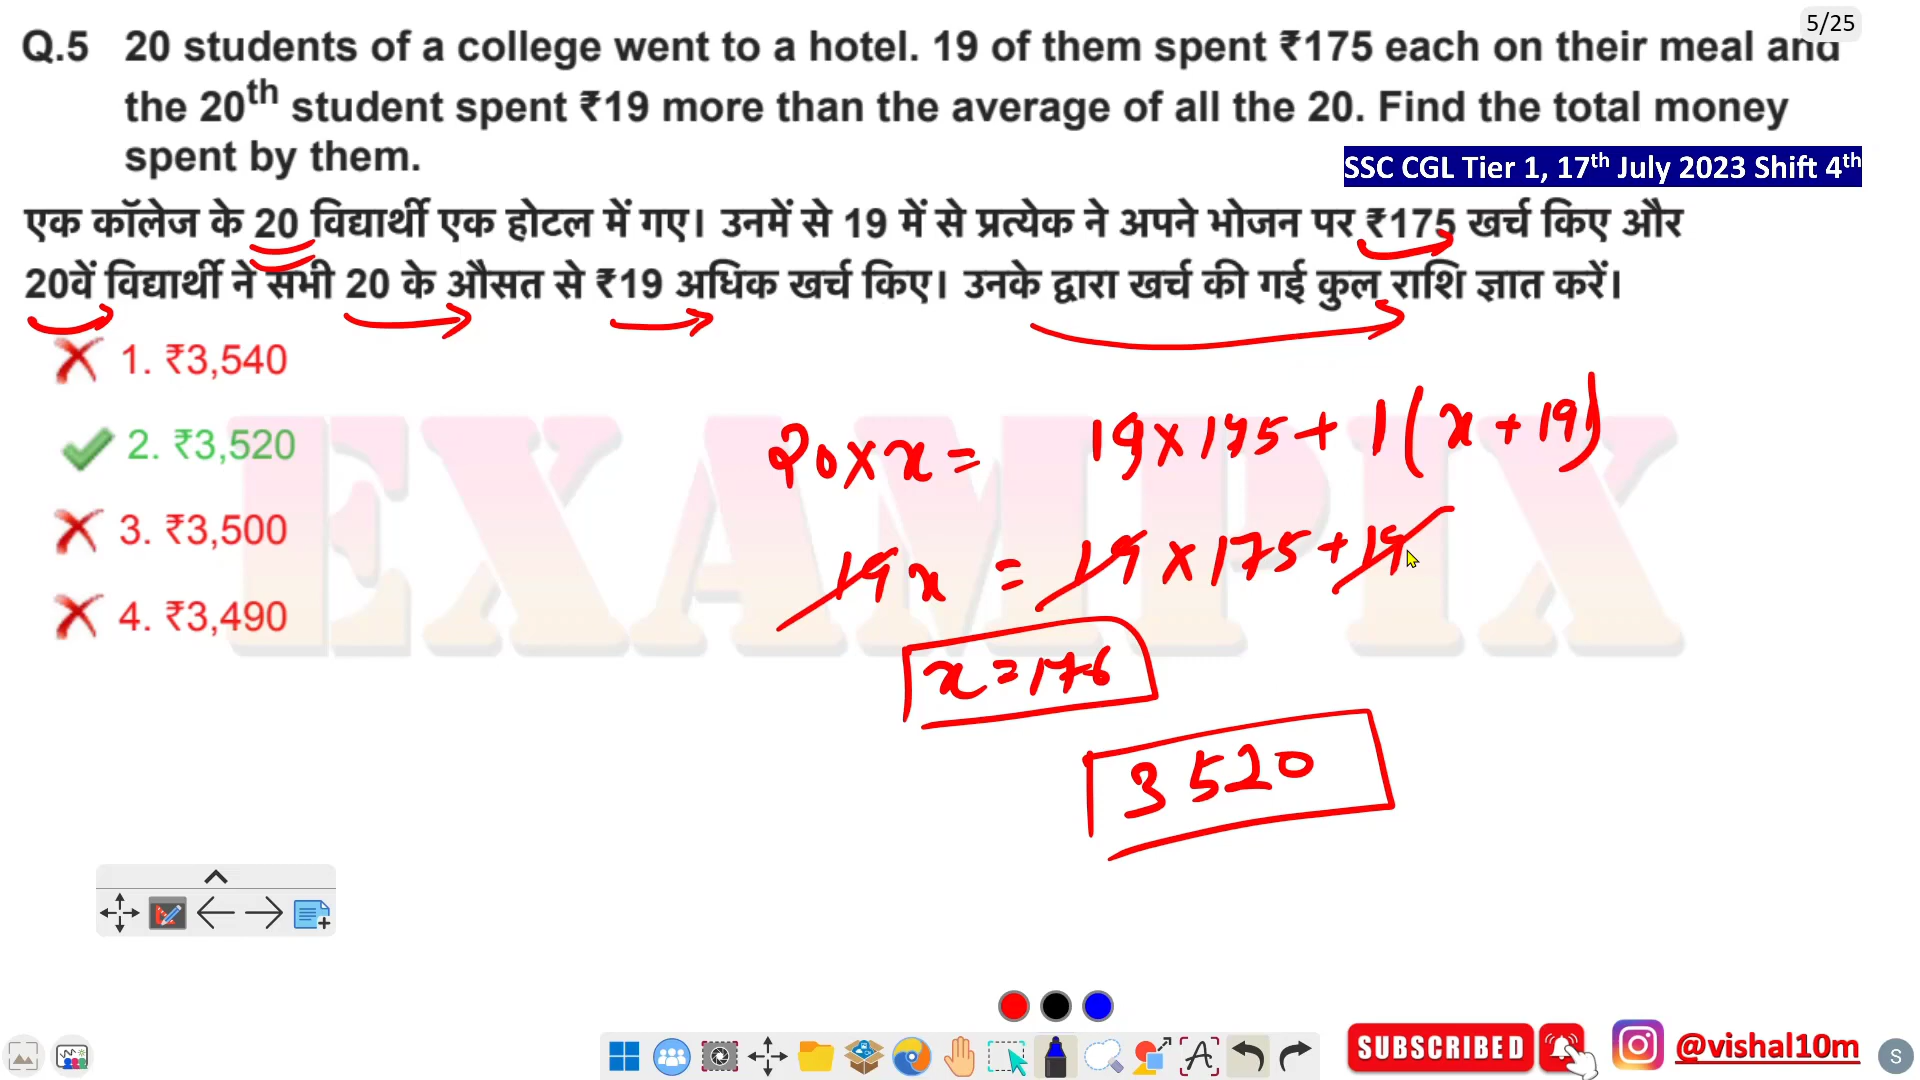 5/25
Q.5 20 students of a college went to a hotel. 19 of them spent ₹175 each on their meal and
the 20th student spent ₹19 more than the average of all the 20. Find the total money
spent by them.
SSC CGL Tier 1, 17th July 2023 Shift 4th
एक कॉलेज के 20 विद्यार्थी एक होटल में गए। उनमें से 19 में से प्रत्येक ने अपने भोजन पर ₹175 खर्च किए और
20वें विद्यार्थी ने सभी 20 के औसत से ₹19 अधिक खर्च किए। उनके द्वारा खर्च की गई कुल राशि ज्ञात करें।
1. ₹3,540
2. ₹3,520
3. ₹3,500
4. ₹3,490
EXAMPIX
20 × x = 19 × 175 + 1 (x + 19)
19 x = 19 × 175 + 19
x = 176
3520
SUBSCRIBED
@vishal10m
S